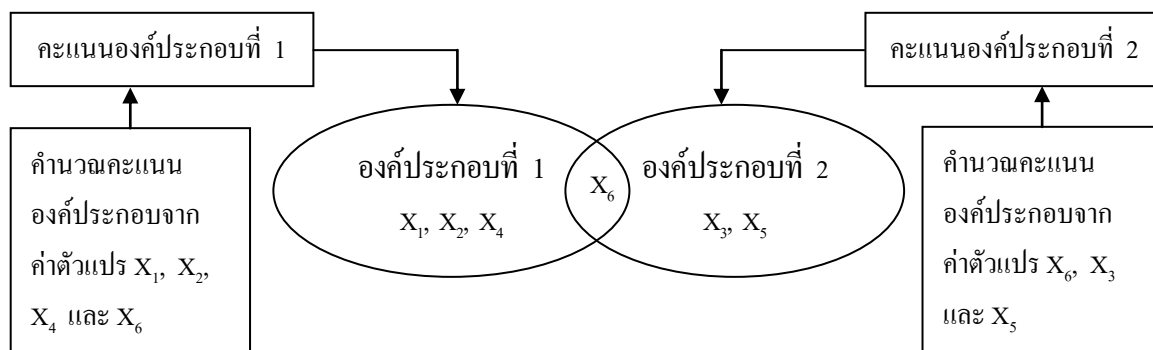 คะแนนองค์ประกอบที่ 1
คะแนนองค์ประกอบที่ 2
คำนวณคะแนน
องค์ประกอบจาก
ค่าตัวแปร X₁, X₂,
X₄ และ X₆
องค์ประกอบที่ 1
X₁, X₂, X₄
X₆
องค์ประกอบที่ 2
X₃, X₅
คำนวณคะแนน
องค์ประกอบจาก
ค่าตัวแปร X₆, X₃
และ X₅